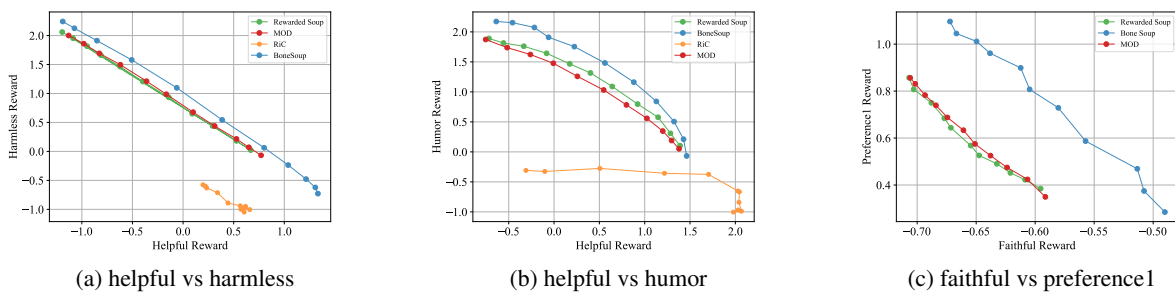 Harmless Reward
2.0
1.5
1.0
0.5
0.0
−0.5
−1.0
−1.0
−0.5
0.0
0.5
1.0
Helpful Reward
Rewarded Soup
MOD
RiC
BoneSoup
(a) helpful vs harmless
Humor Reward
2.0
1.5
1.0
0.5
0.0
−0.5
−1.0
−0.5
0.0
0.5
1.0
1.5
2.0
Helpful Reward
Rewarded Soup
BoneSoup
RiC
MOD
(b) helpful vs humor
Preference1 Reward
1.0
0.8
0.6
0.4
−0.70
−0.65
−0.60
−0.55
−0.50
Faithful Reward
Rewarded Soup
Bone Soup
MOD
(c) faithful vs preference1